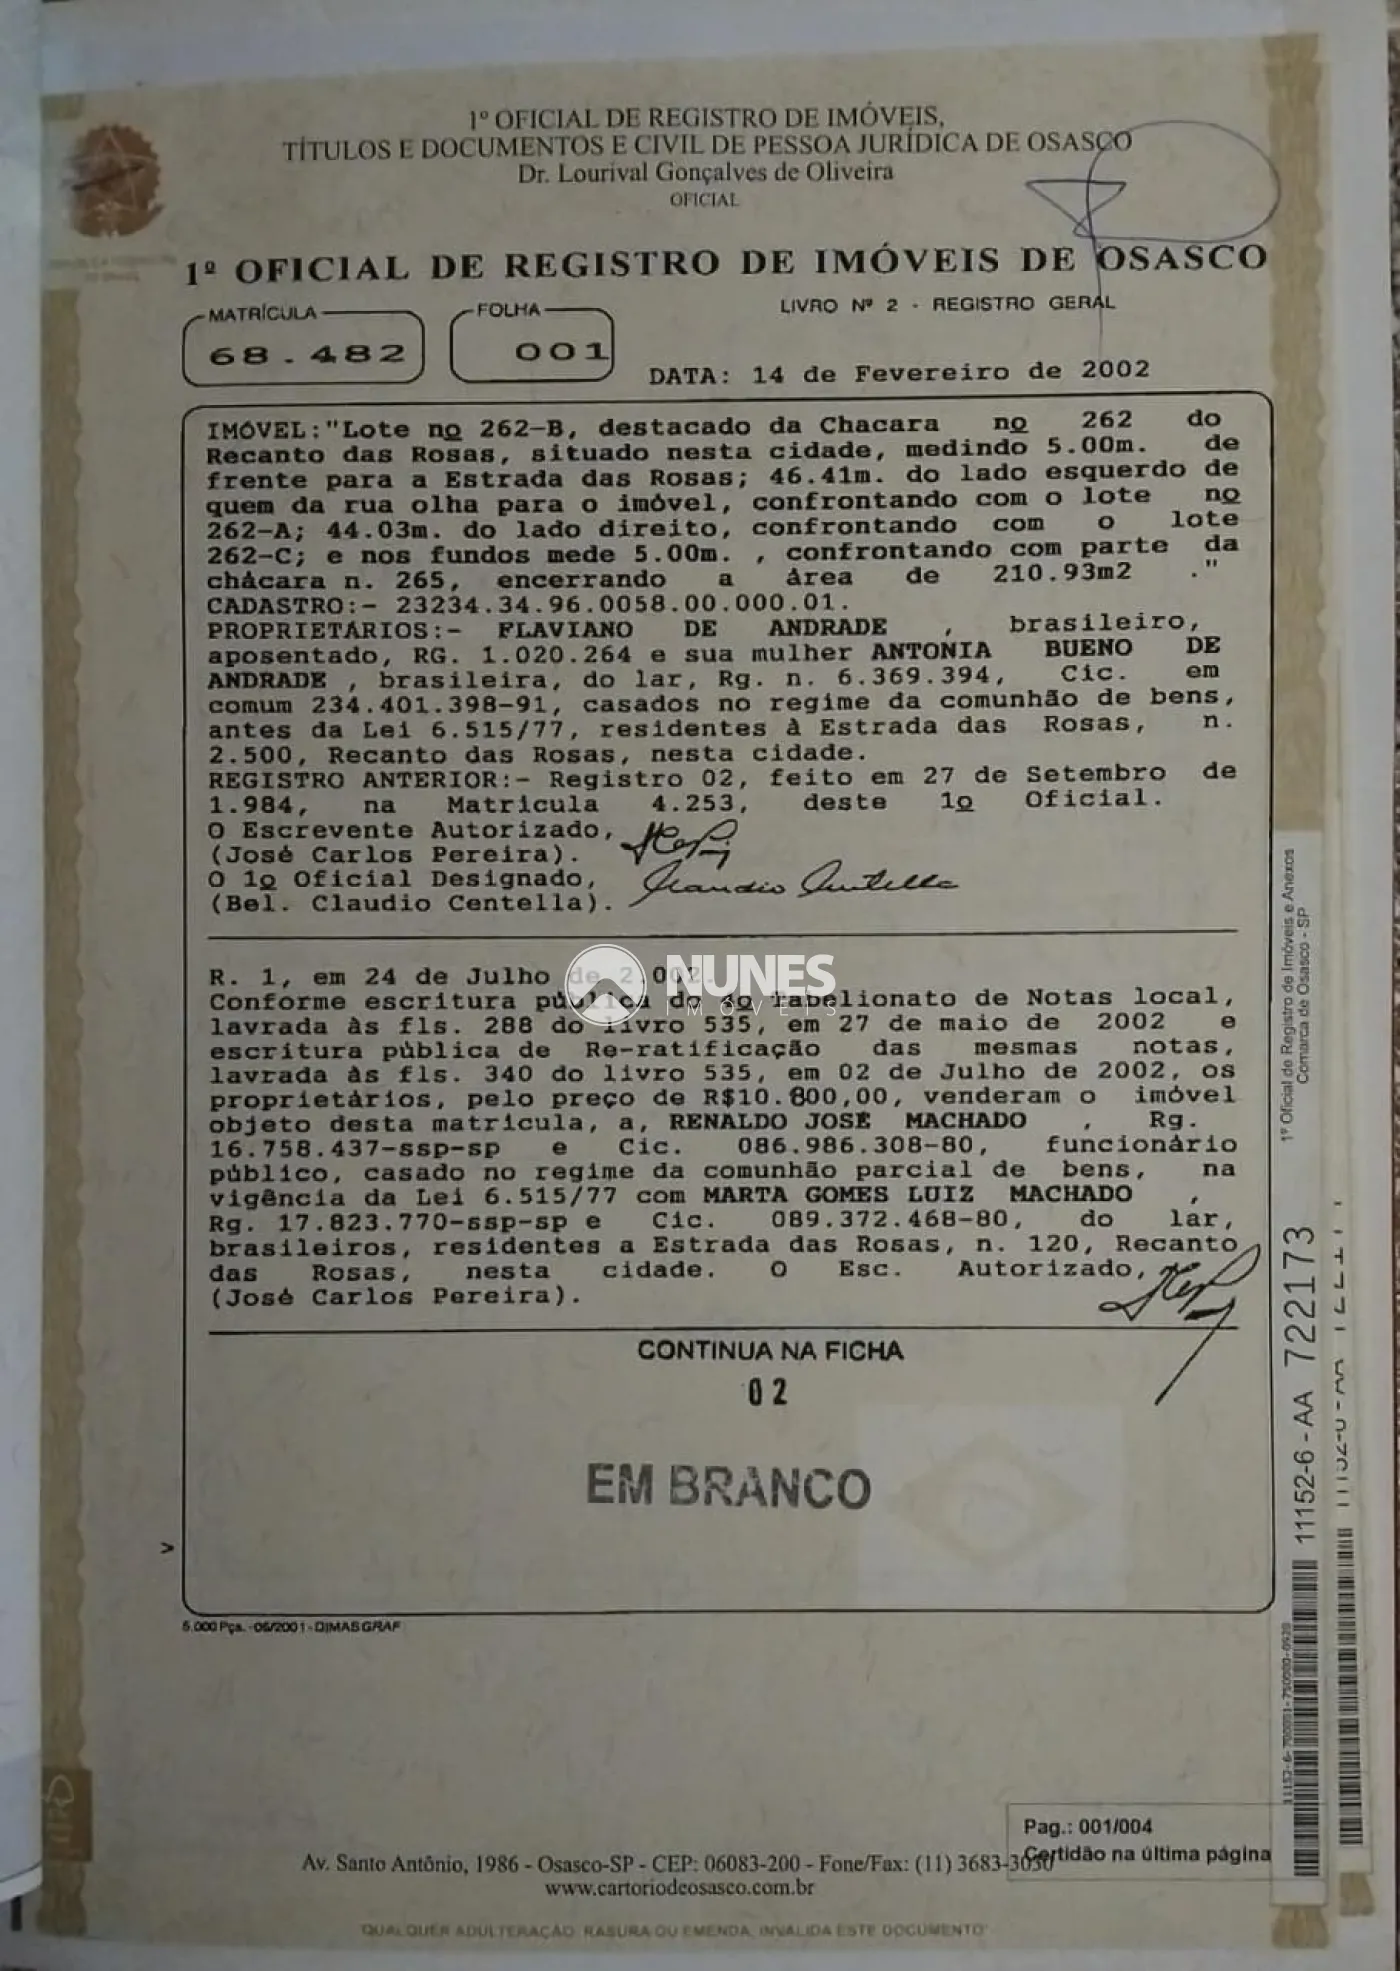 1º OFICIAL DE REGISTRO DE IMÓVEIS,
TÍTULOS E DOCUMENTOS E CIVIL DE PESSOA JURÍDICA DE OSASCO
Dr. Lourival Gonçalves de Oliveira
OFICIAL
1º OFICIAL DE REGISTRO DE IMÓVEIS DE OSASCO
LIVRO Nº 2 - REGISTRO GERAL
MATRÍCULA
68.482
FOLHA
001
DATA: 14 de Fevereiro de 2002
IMÓVEL:"Lote nº 262-B, destacado da Chacara nº 262 do
Recanto das Rosas, situado nesta cidade, medindo 5.00m. de
frente para a Estrada das Rosas; 46.41m. do lado esquerdo de
quem da rua olha para o imóvel, confrontando com o lote nº
262-A; 44.03m. do lado direito, confrontando com o lote
262-C; e nos fundos mede 5.00m. , confrontando com parte da
chácara n. 265, encerrando a área de 210.93m2 ."
CADASTRO:- 23234.34.96.0058.00.000.01.
PROPRIETÁRIOS:- FLAVIANO DE ANDRADE , brasileiro,
aposentado, RG. 1.020.264 e sua mulher ANTONIA BUENO DE
ANDRADE , brasileira, do lar, Rg. n. 6.369.394, Cic. em
comum 234.401.398-91, casados no regime da comunhão de bens,
antes da Lei 6.515/77, residentes à Estrada das Rosas, n.
2.500, Recanto das Rosas, nesta cidade.
REGISTRO ANTERIOR:- Registro 02, feito em 27 de Setembro de
1.984, na Matricula 4.253, deste 1º Oficial.
O Escrevente Autorizado,
(José Carlos Pereira).
O 1º Oficial Designado, Claudio Centella
(Bel. Claudio Centella).
R. 1, em 24 de Julho de 2.002.
NUNES
IMÓVEIS
Conforme escritura pública do 4º Tabelionato de Notas local,
lavrada às fls. 288 do livro 535, em 27 de maio de 2002 e
escritura pública de Re-ratificação das mesmas notas,
lavrada às fls. 340 do livro 535, em 02 de Julho de 2002, os
proprietários, pelo preço de R$10.800,00, venderam o imóvel
objeto desta matricula, a, RENALDO JOSÉ MACHADO , Rg.
16.758.437-ssp-sp e Cic. 086.986.308-80, funcionário
público, casado no regime da comunhão parcial de bens, na
vigência da Lei 6.515/77 com MARTA GOMES LUIZ MACHADO ,
Rg. 17.823.770-ssp-sp e Cic. 089.372.468-80, do lar,
brasileiros, residentes a Estrada das Rosas, n. 120, Recanto
das Rosas, nesta cidade. O Esc. Autorizado,
(José Carlos Pereira).
CONTINUA NA FICHA
02
EM BRANCO
>
5.000 Pçs. -06/2001 - DIMAS GRAF
1º Oficial de Registro de Imóveis e Anexos
Comarca de Osasco - SP
11152-6 - AA 722173
Pag.: 001/004
Certidão na última página
Av. Santo Antônio, 1986 - Osasco-SP - CEP: 06083-200 - Fone/Fax: (11) 3683-3030
www.cartoriodeosasco.com.br
"QUALQUER ADULTERAÇÃO, RASURA OU EMENDA, INVALIDA ESTE DOCUMENTO"